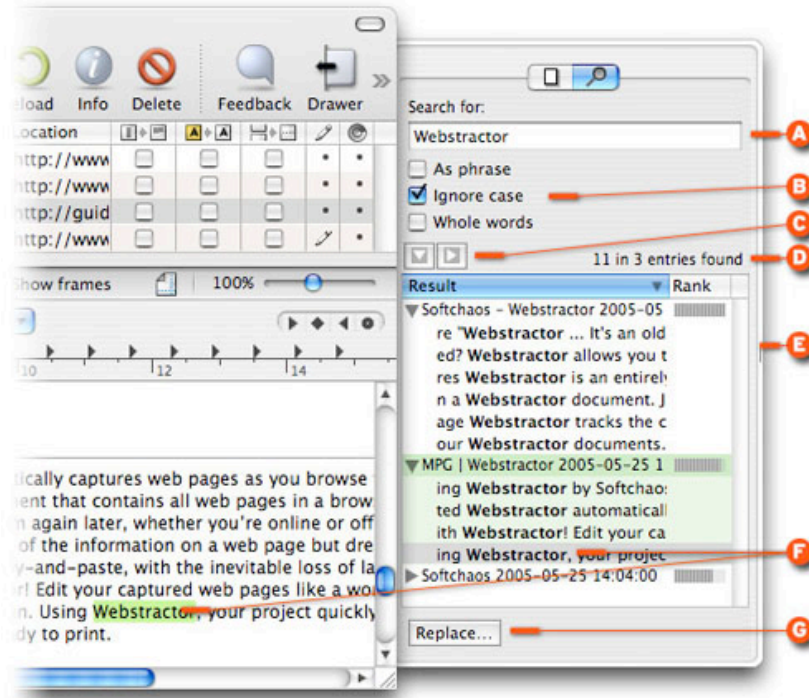 Info Delete Feedback Drawer »
Location
http://www
http://www
http://guid
http://www
Show frames 100%
10 12 14
tically captures web pages as you browse
ent that contains all web pages in a brow
n again later, whether you're online or off
of the information on a web page but dre
y-and-paste, with the inevitable loss of la
r! Edit your captured web pages like a wo
n. Using Webstractor, your project quickly
dy to print.
Search for:
Webstractor
As phrase
Ignore case
Whole words
11 in 3 entries found
Result Rank
Softchaos - Webstractor 2005-05
re "Webstractor ... It's an old
ed? Webstractor allows you t
res Webstractor is an entirely
n a Webstractor document. J
age Webstractor tracks the c
our Webstractor documents.
MPG | Webstractor 2005-05-25 1
ing Webstractor by Softchao
ted Webstractor automaticall
ith Webstractor! Edit your ca
ing Webstractor, your projec
Softchaos 2005-05-25 14:04:00
Replace...
A
B
C
D
E
F
G